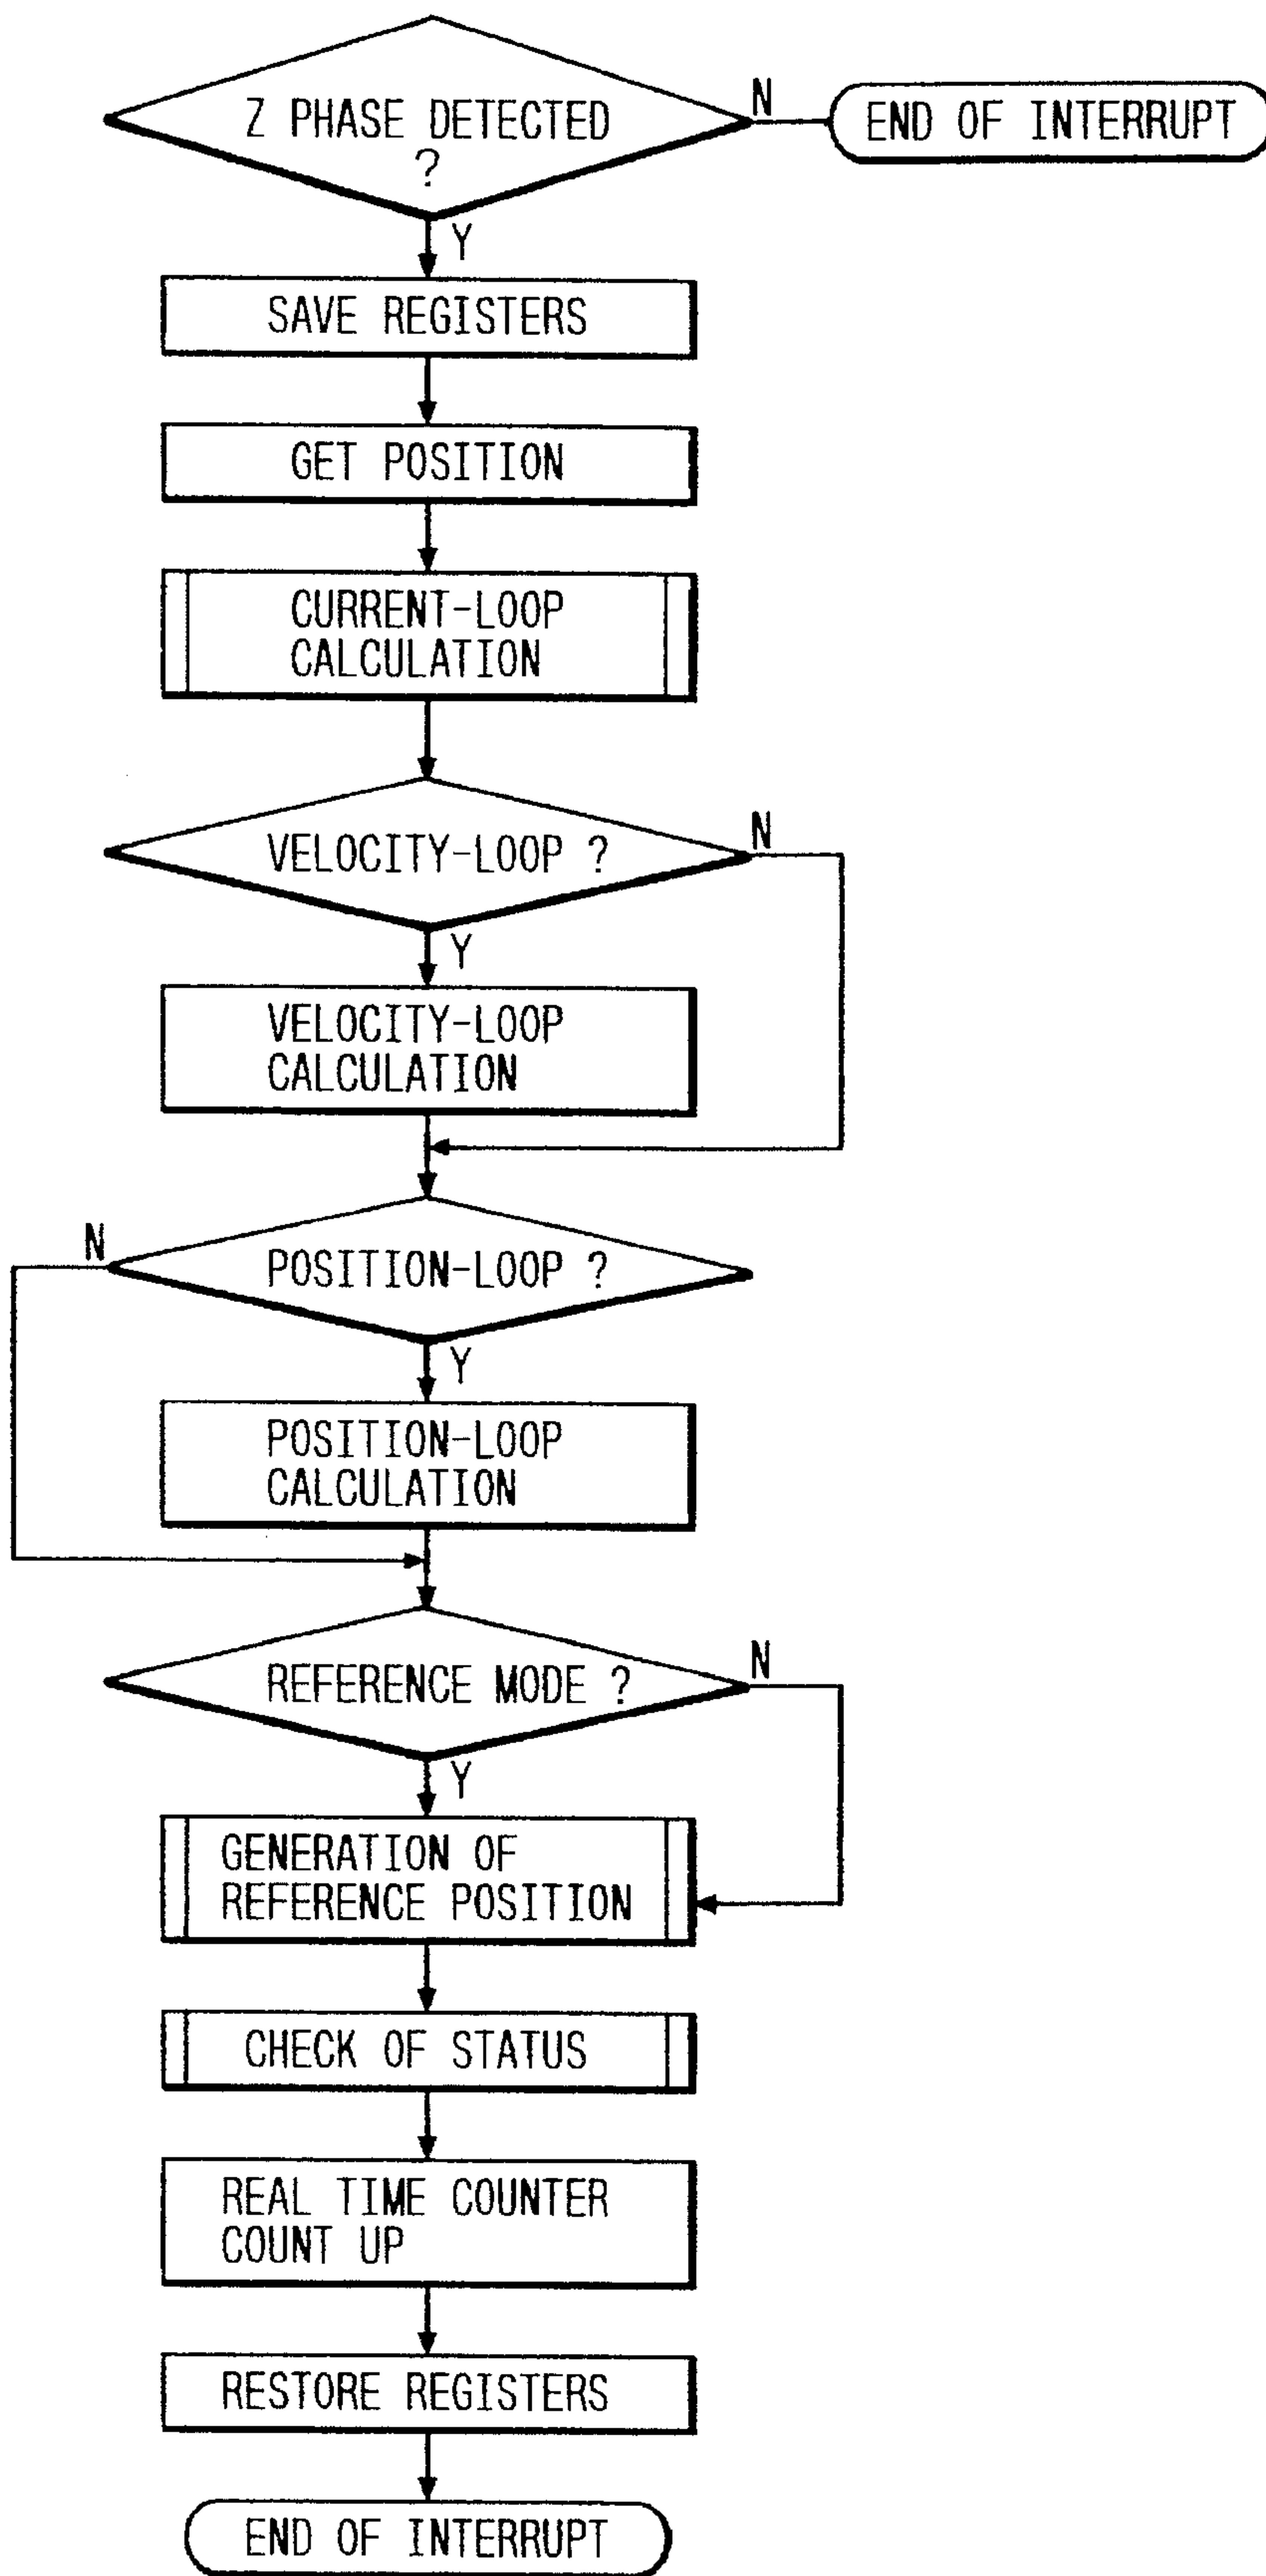 Z PHASE DETECTED
?
N
END OF INTERRUPT
Y
SAVE REGISTERS
GET POSITION
CURRENT-LOOP
CALCULATION
VELOCITY-LOOP ?
N
Y
VELOCITY-LOOP
CALCULATION
N
POSITION-LOOP ?
Y
POSITION-LOOP
CALCULATION
REFERENCE MODE ?
N
Y
GENERATION OF
REFERENCE POSITION
CHECK OF STATUS
REAL TIME COUNTER
COUNT UP
RESTORE REGISTERS
END OF INTERRUPT